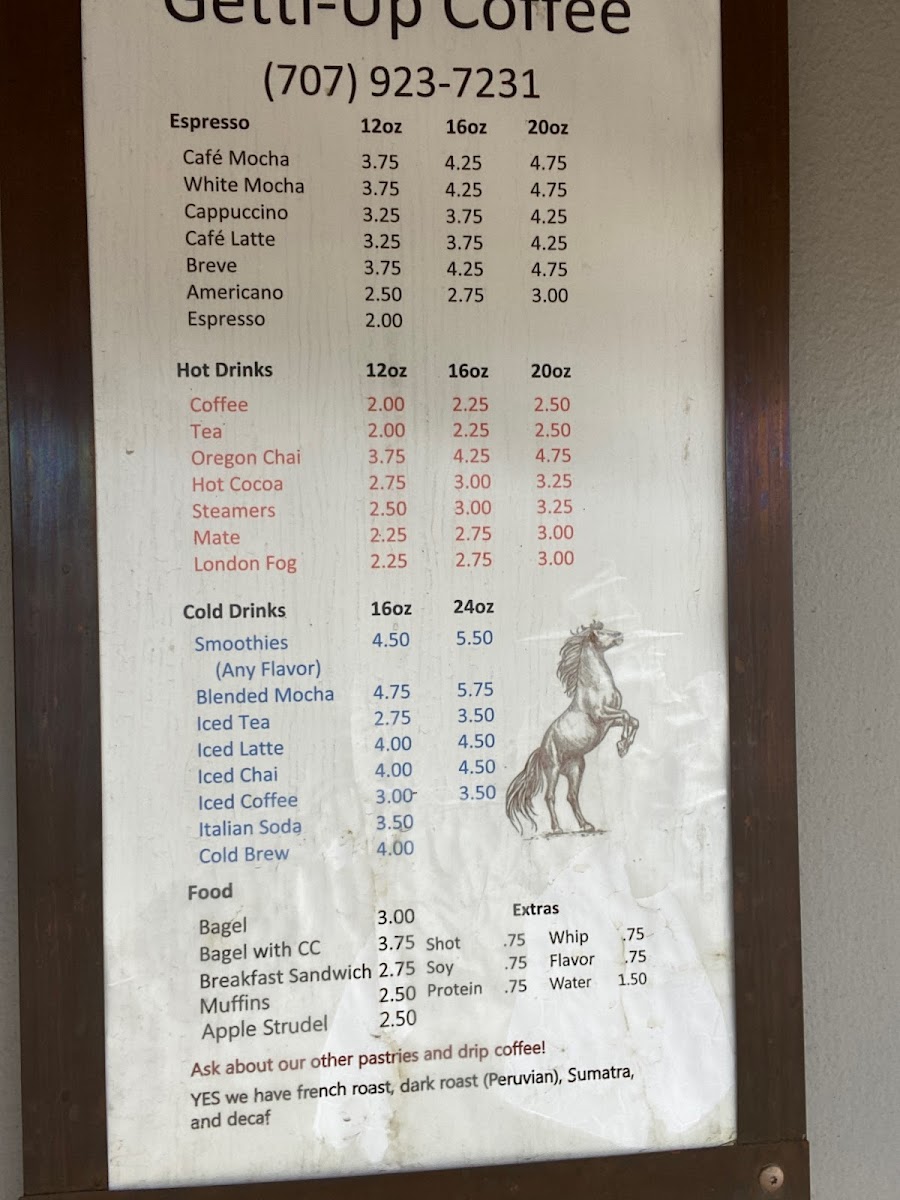 Getti-Up Coffee
(707) 923-7231
Espresso 12oz 16oz 20oz
Café Mocha 3.75 4.25 4.75
White Mocha 3.75 4.25 4.75
Cappuccino 3.25 3.75 4.25
Café Latte 3.25 3.75 4.25
Breve 3.75 4.25 4.75
Americano 2.50 2.75 3.00
Espresso 2.00
Hot Drinks 12oz 16oz 20oz
Coffee 2.00 2.25 2.50
Tea 2.00 2.25 2.50
Oregon Chai 3.75 4.25 4.75
Hot Cocoa 2.75 3.00 3.25
Steamers 2.50 3.00 3.25
Mate 2.25 2.75 3.00
London Fog 2.25 2.75 3.00
Cold Drinks 16oz 24oz
Smoothies 4.50 5.50
(Any Flavor)
Blended Mocha 4.75 5.75
Iced Tea 2.75 3.50
Iced Latte 4.00 4.50
Iced Chai 4.00 4.50
Iced Coffee 3.00 3.50
Italian Soda 3.50
Cold Brew 4.00
Food
Bagel 3.00
Bagel with CC 3.75
Breakfast Sandwich 2.75
Muffins 2.50
Apple Strudel 2.50
Extras
Shot .75 Whip .75
Soy .75 Flavor .75
Protein .75 Water 1.50
Ask about our other pastries and drip coffee!
YES we have french roast, dark roast (Peruvian), Sumatra,
and decaf